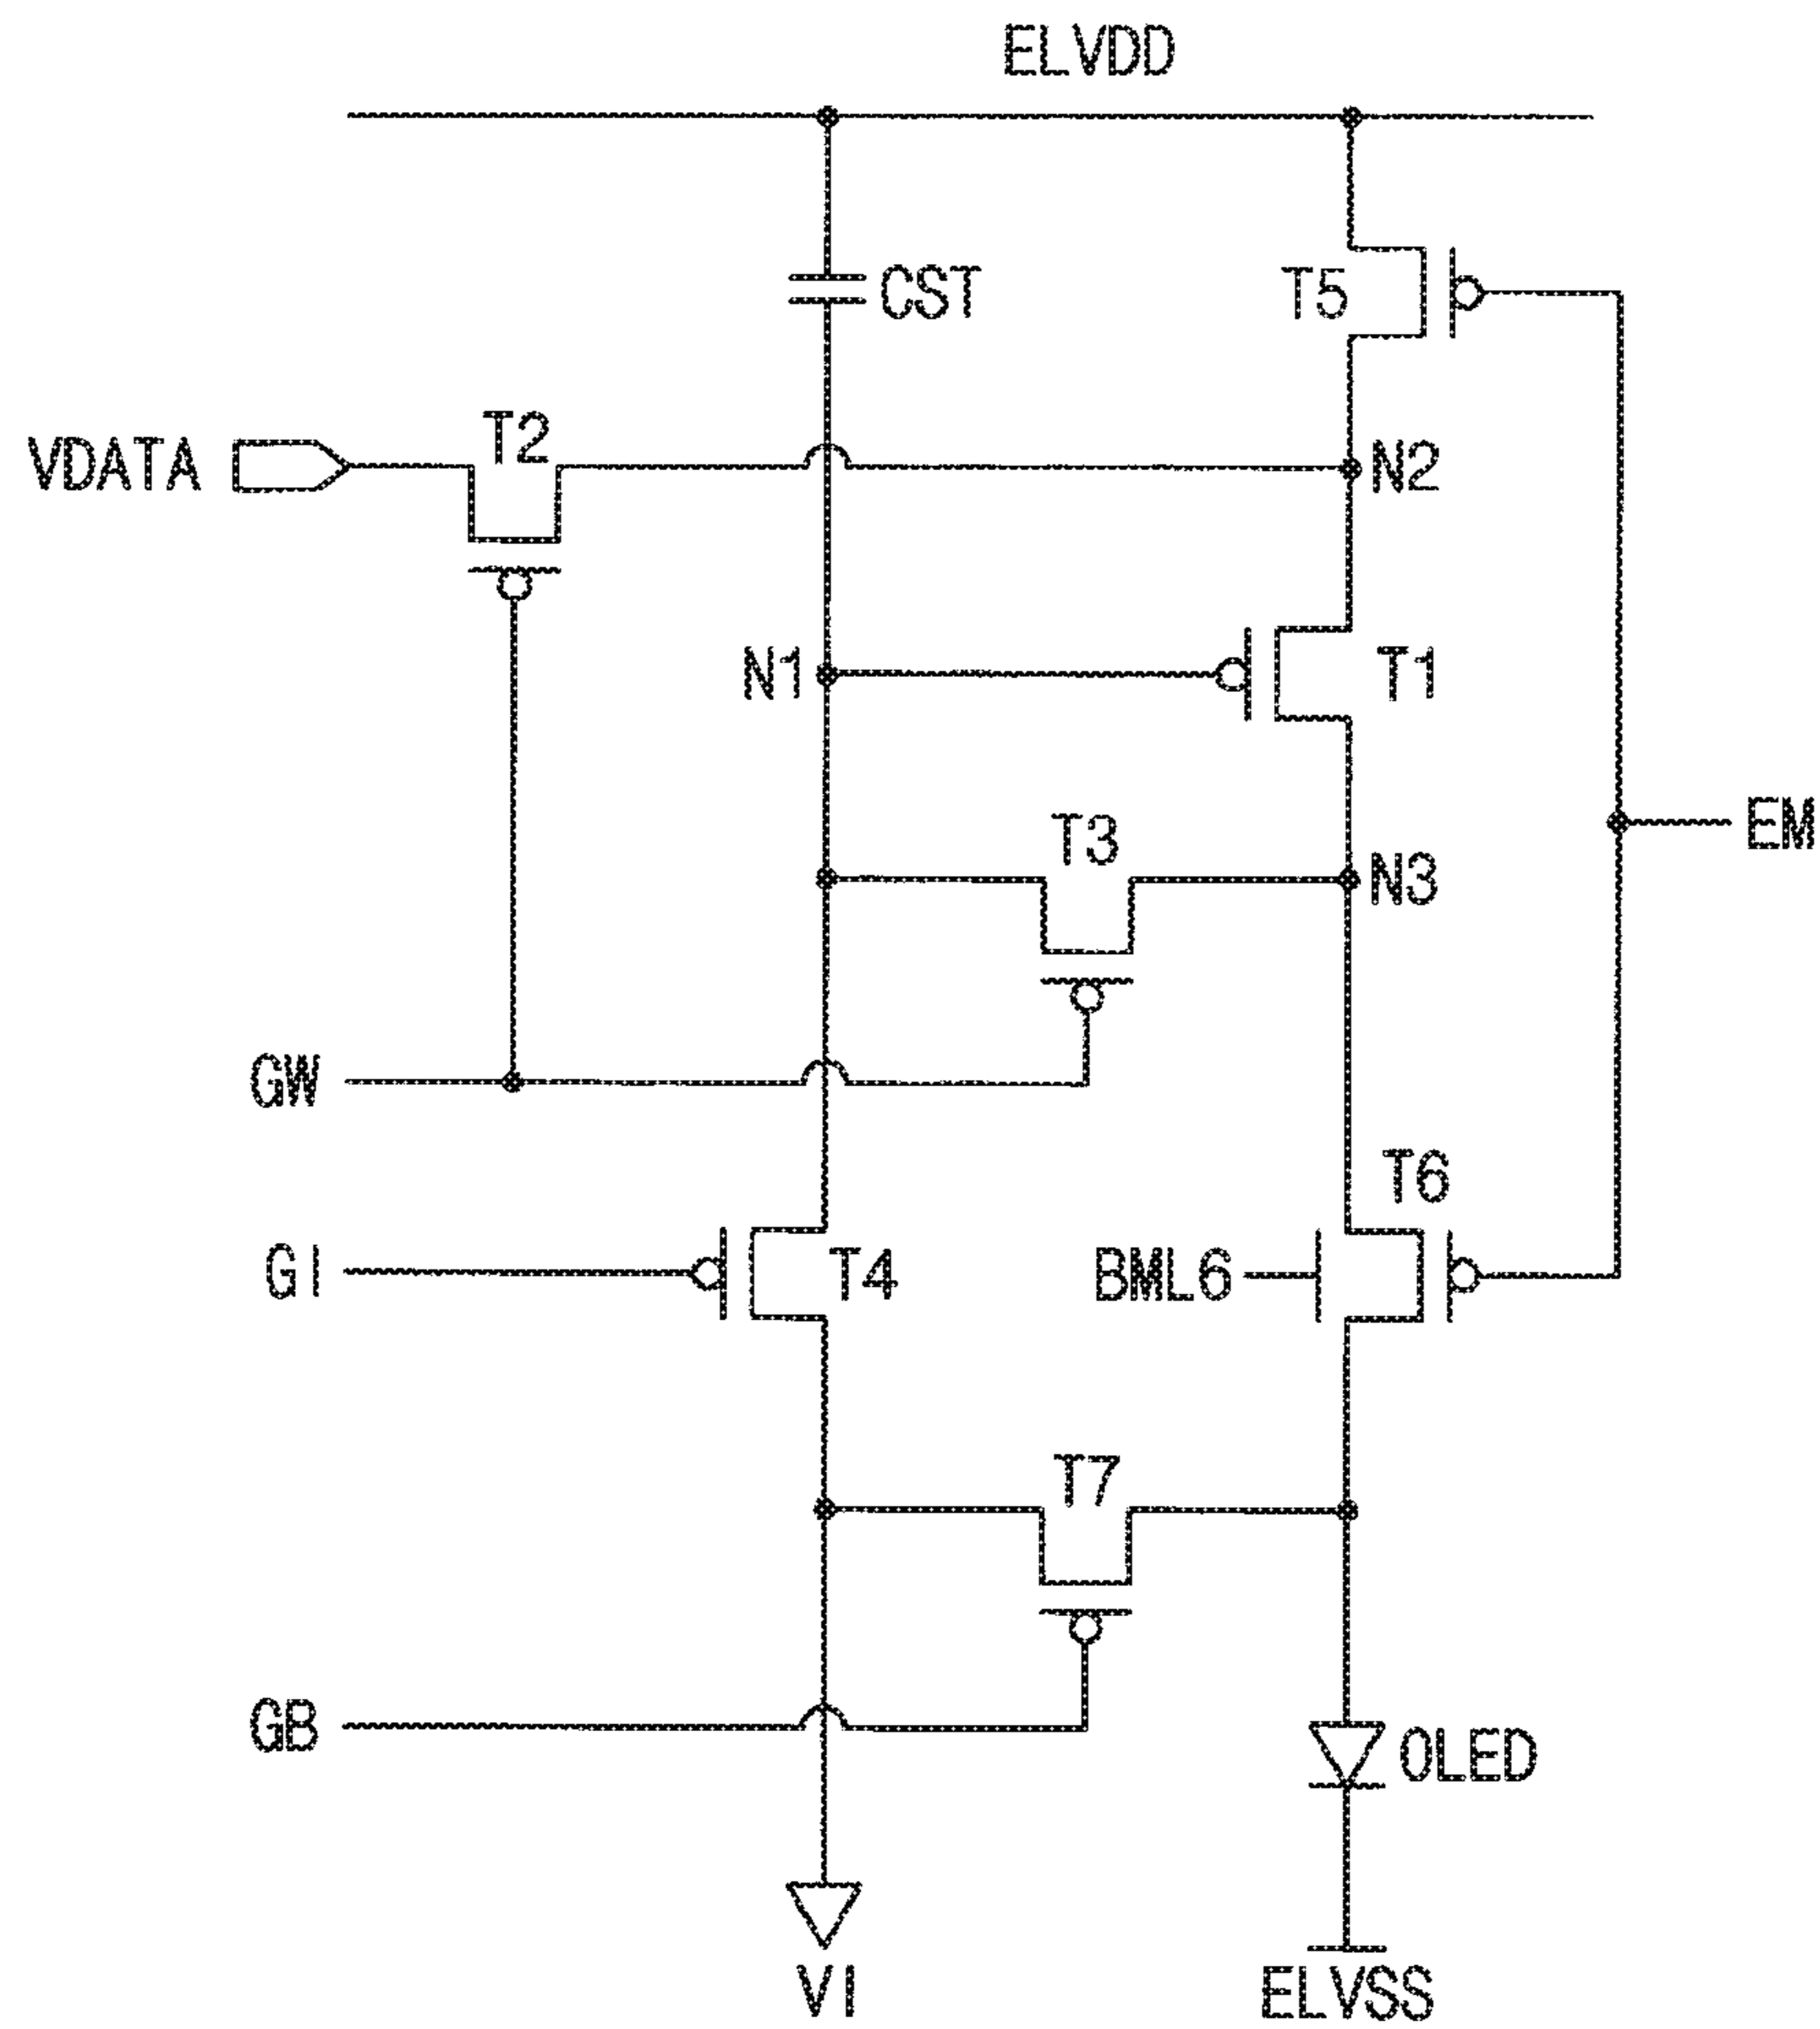 ELVDD
CST
T5
T2
VDATA
N2
N1
T1
T3
EM
N3
GW
T6
GI
T4
BML6
T7
GB
OLED
VI
ELVSS